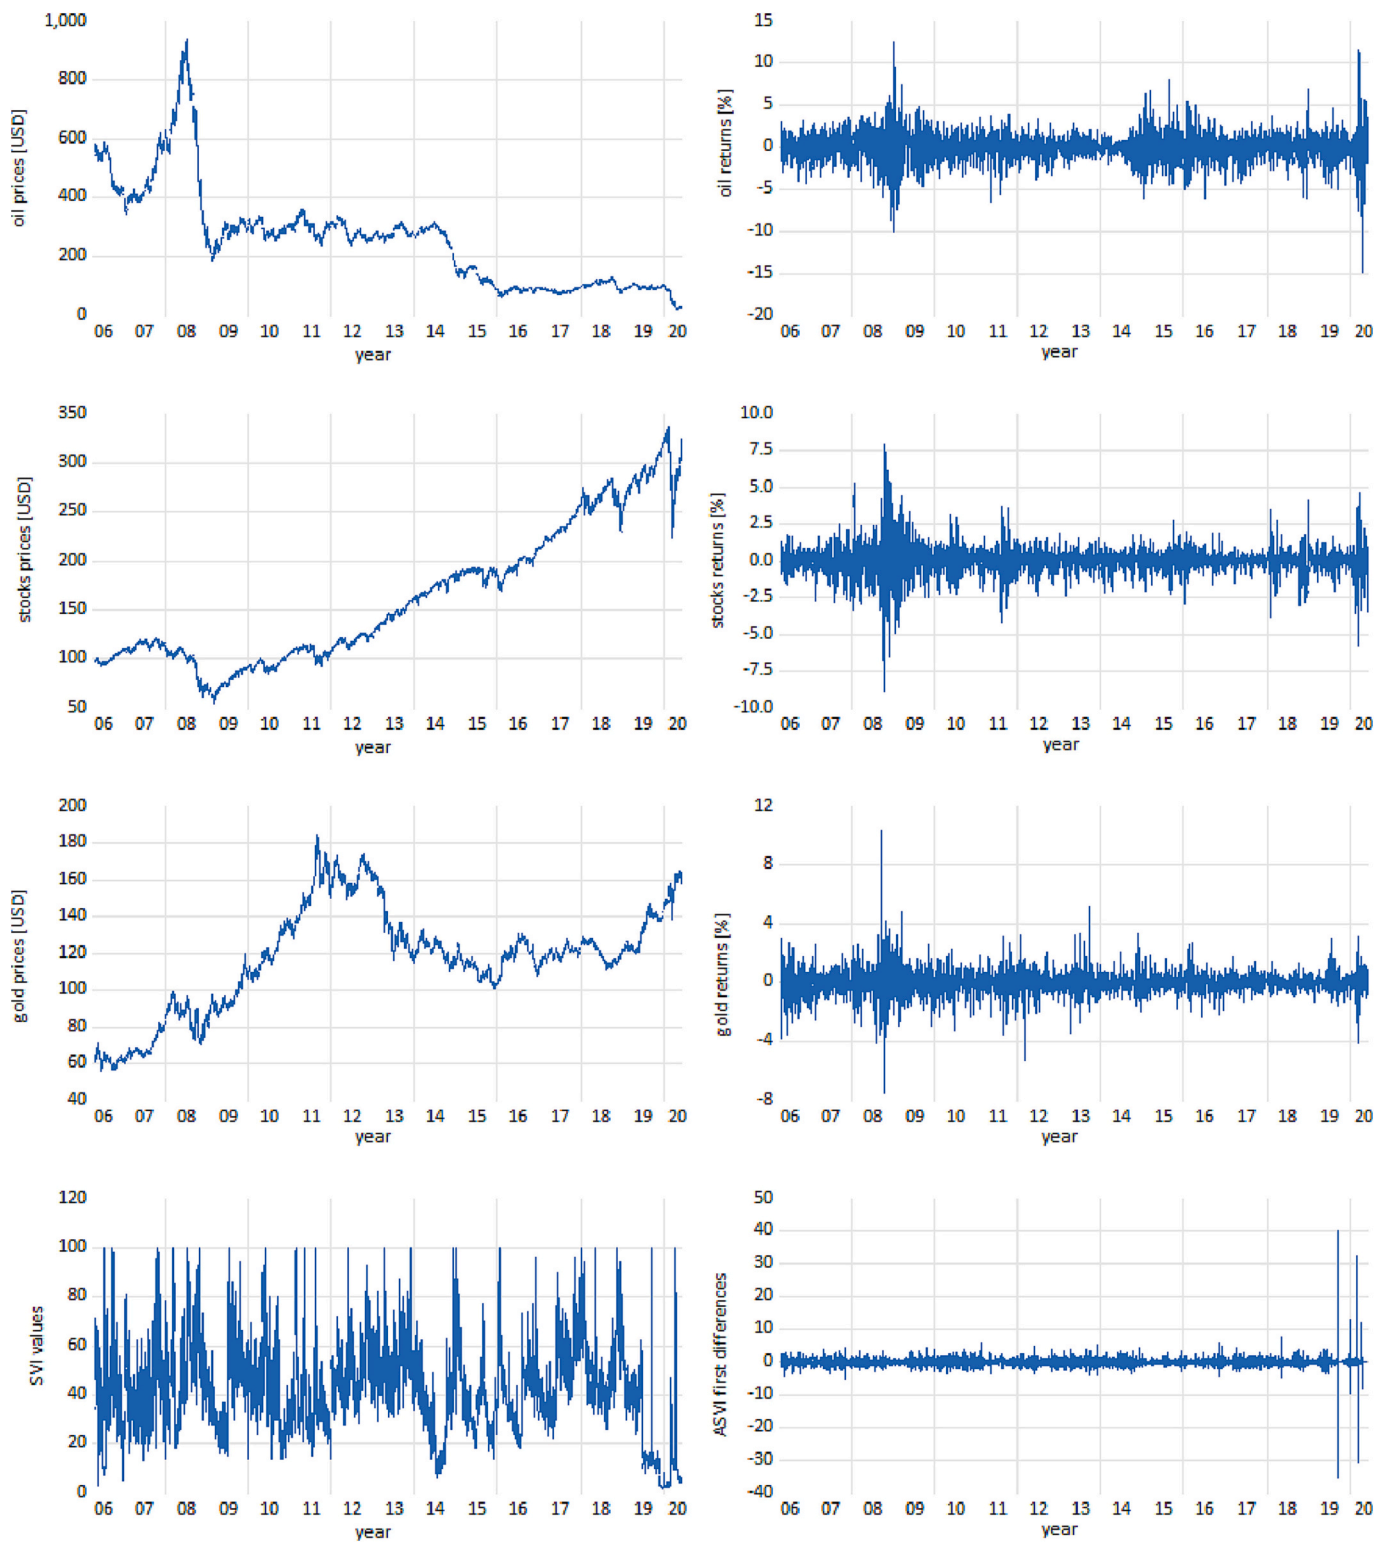 1,000
800
600
400
200
0
oil prices [USD]
06 07 08 09 10 11 12 13 14 15 16 17 18 19 20
year
15
10
5
0
-5
-10
-15
-20
oil returns [%]
06 07 08 09 10 11 12 13 14 15 16 17 18 19 20
year
350
300
250
200
150
100
50
stocks prices [USD]
06 07 08 09 10 11 12 13 14 15 16 17 18 19 20
year
10.0
7.5
5.0
2.5
0.0
-2.5
-5.0
-7.5
-10.0
stocks returns [%]
06 07 08 09 10 11 12 13 14 15 16 17 18 19 20
year
200
180
160
140
120
100
80
60
40
gold prices [USD]
06 07 08 09 10 11 12 13 14 15 16 17 18 19 20
year
12
8
4
0
-4
-8
gold returns [%]
06 07 08 09 10 11 12 13 14 15 16 17 18 19 20
year
120
100
80
60
40
20
0
SVI values
06 07 08 09 10 11 12 13 14 15 16 17 18 19 20
year
50
40
30
20
10
0
-10
-20
-30
-40
ASVI first differences
06 07 08 09 10 11 12 13 14 15 16 17 18 19 20
year